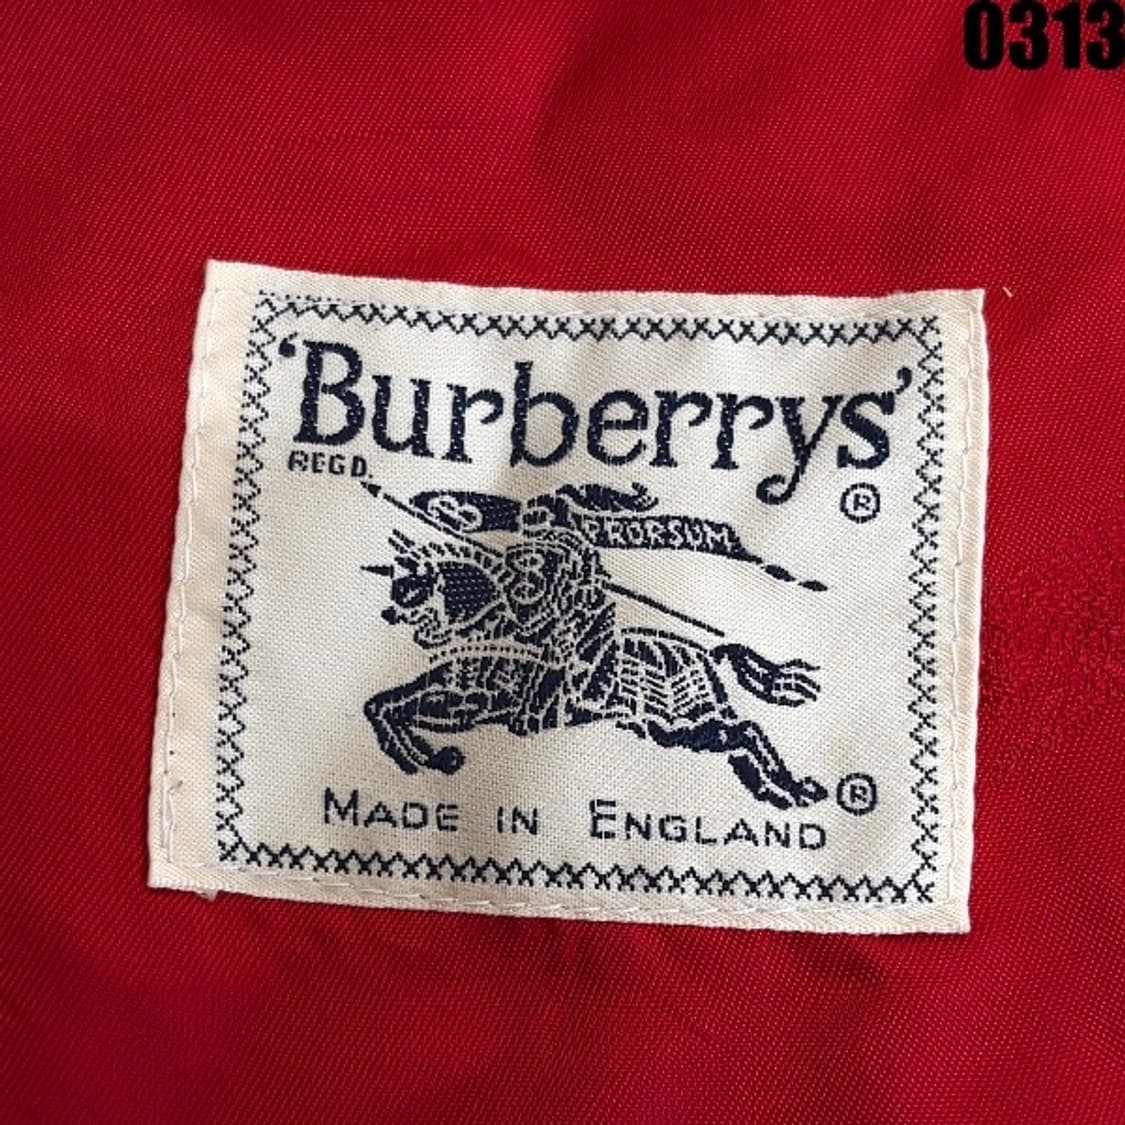 0313
‘Burberrys’
REGD.
®
B PRORSUM
B
®
MADE IN ENGLAND